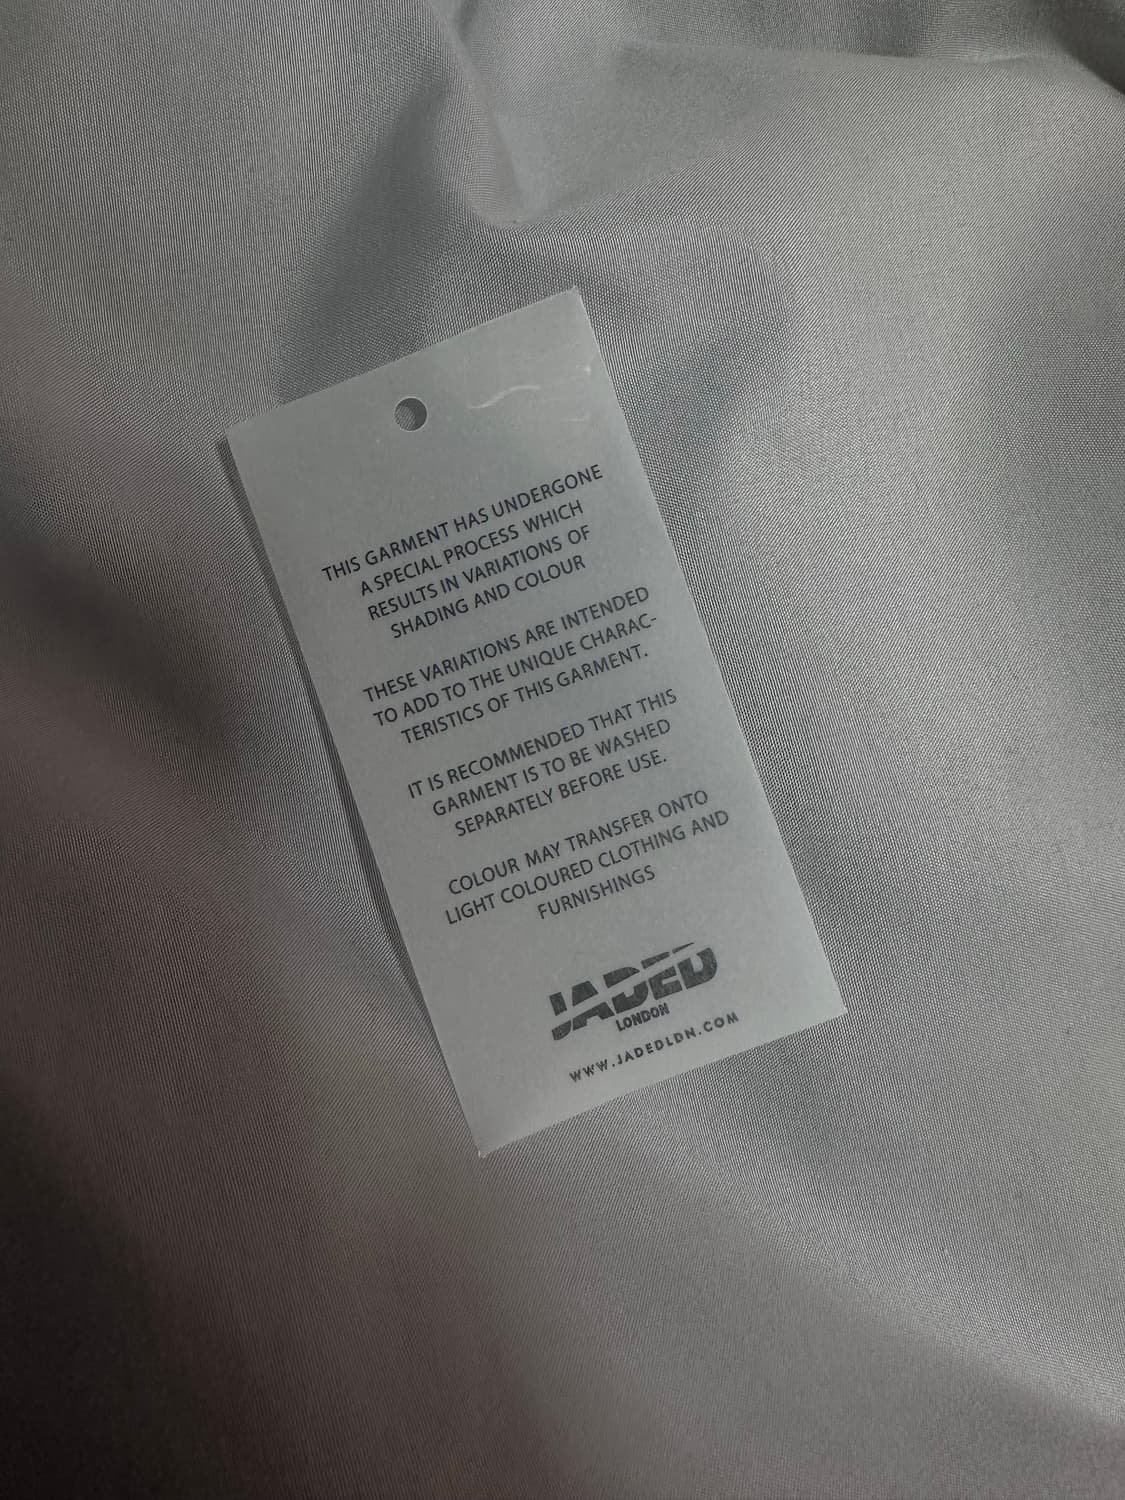 THIS GARMENT HAS UNDERGONE
A SPECIAL PROCESS WHICH
RESULTS IN VARIATIONS OF
SHADING AND COLOUR
THESE VARIATIONS ARE INTENDED
TO ADD TO THE UNIQUE CHARAC-
TERISTICS OF THIS GARMENT.
IT IS RECOMMENDED THAT THIS
GARMENT IS TO BE WASHED
SEPARATELY BEFORE USE.
COLOUR MAY TRANSFER ONTO
LIGHT COLOURED CLOTHING AND
FURNISHINGS
JADED
LONDON
WWW.JADEDLDN.COM